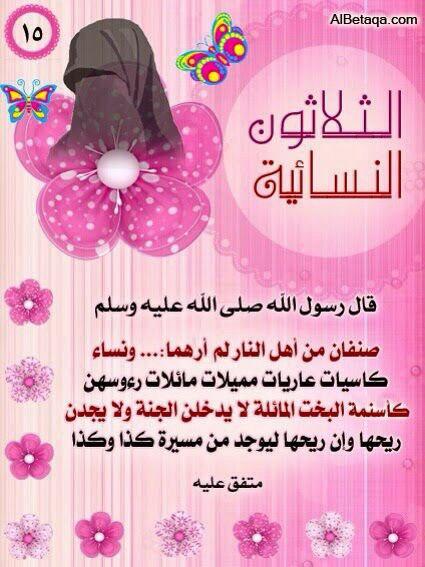 AlBetaqa.com
١٥
الثلاثون
النسائية
قال رسول الله صلى الله عليه وسلم
صنفان من أهل النار لم أرهما:... ونساء
كاسيات عاريات مميلات مائلات رءوسهن
كأسنمة البخت المائلة لا يدخلن الجنة ولا يجدن
ريحها وإن ريحها ليوجد من مسيرة كذا وكذا
متفق عليه